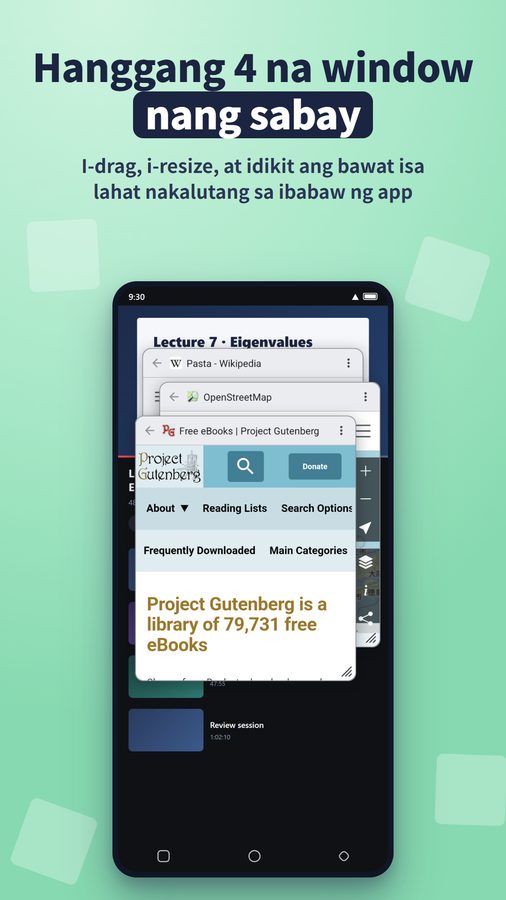 Hanggang 4 na window
nang sabay
I-drag, i-resize, at idikit ang bawat isa
lahat nakalutang sa ibabaw ng app
9:30
Lecture 7 · Eigenvalues
W Pasta - Wikipedia
OpenStreetMap
PG Free eBooks | Project Gutenberg
Project
Gutenberg
Donate
About ▼ Reading Lists Search Options
Frequently Downloaded Main Categories
Project Gutenberg is a
library of 79,731 free
eBooks
47:55
Review session
1:02:10